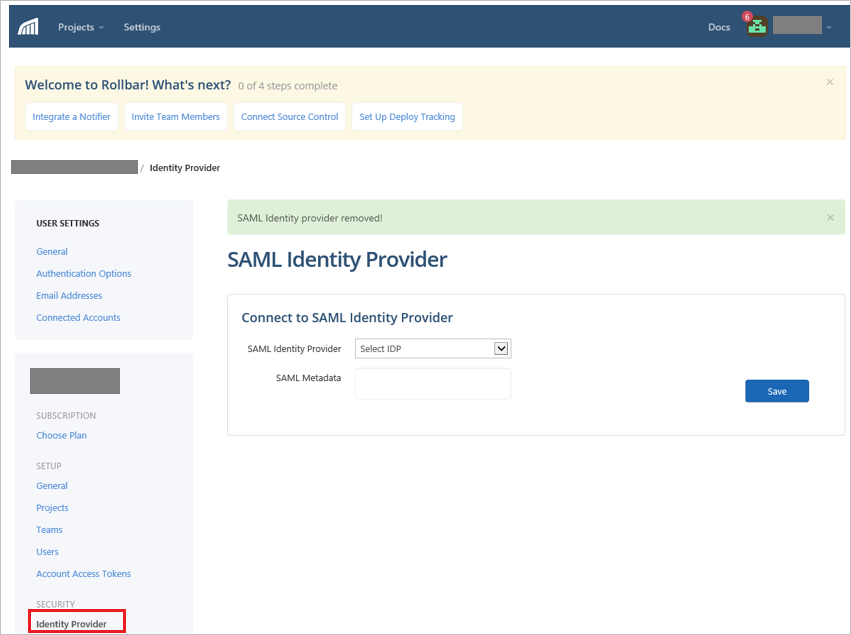 Projects Settings Docs 6
Welcome to Rollbar! What's next? 0 of 4 steps complete ×
Integrate a Notifier Invite Team Members Connect Source Control Set Up Deploy Tracking
/ Identity Provider
USER SETTINGS
General
Authentication Options
Email Addresses
Connected Accounts
SAML Identity provider removed! ×
SAML Identity Provider
Connect to SAML Identity Provider
SAML Identity Provider Select IDP
SAML Metadata
Save
SUBSCRIPTION
Choose Plan
SETUP
General
Projects
Teams
Users
Account Access Tokens
SECURITY
Identity Provider